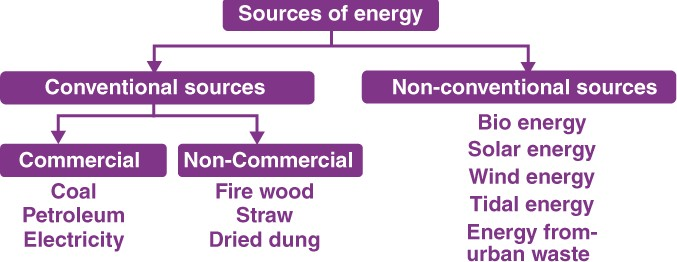 Sources of energy
Conventional sources
Non-conventional sources
Commercial
Coal
Petroleum
Electricity
Non-Commercial
Fire wood
Straw
Dried dung
Bio energy
Solar energy
Wind energy
Tidal energy
Energy from-
urban waste